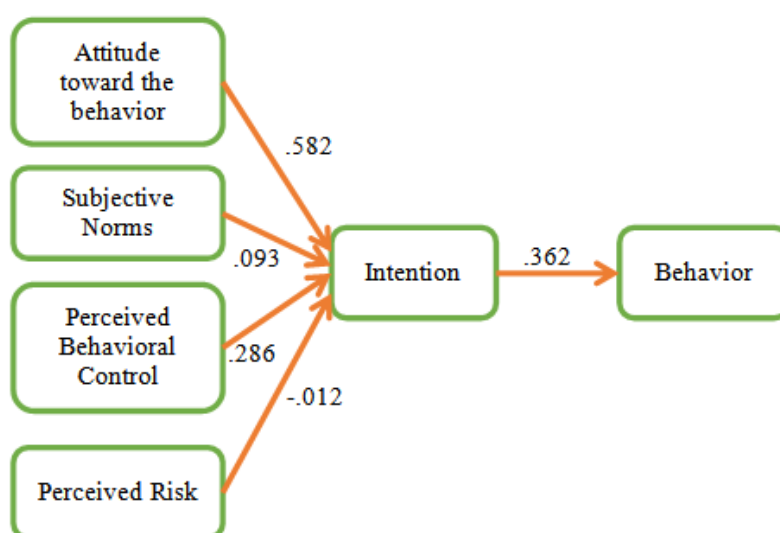 Attitude
toward the
behavior
.582
Subjective
Norms
.093
Intention
.362
Behavior
Perceived
Behavioral
Control
.286
-.012
Perceived Risk